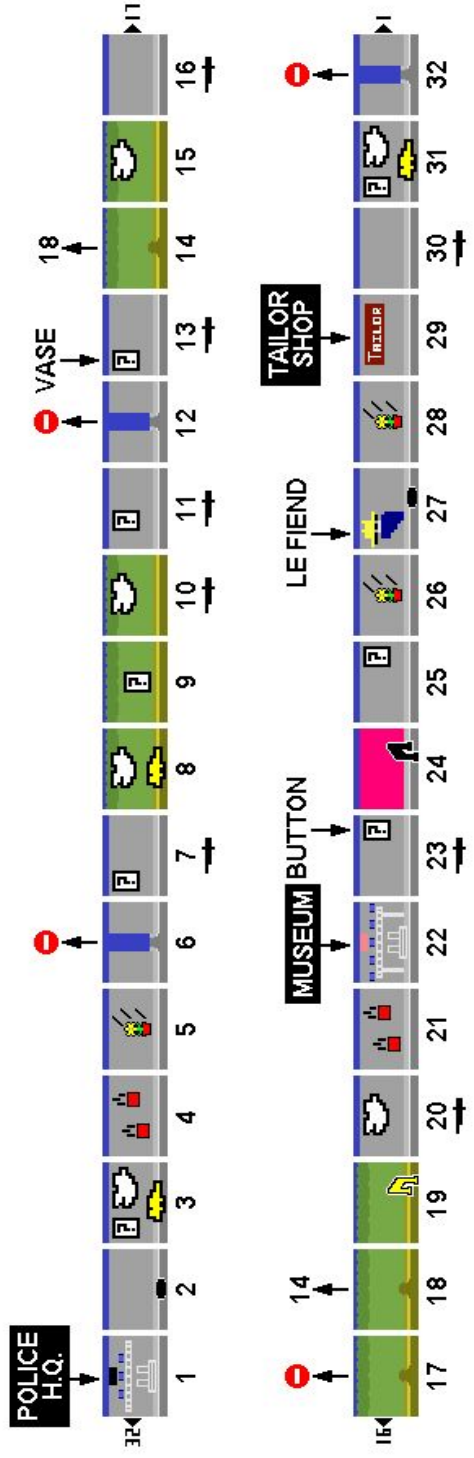 POLICE
H.Q.
VASE
18
32
? ? ? ? ? ?
17
1 2 3 4 5 6 7 8 9 10 11 12 13 14 15 16
14
MUSEUM
BUTTON
LE FIEND
TAILOR
SHOP
16
? ? TAILOR ?
1
17 18 19 20 21 22 23 24 25 26 27 28 29 30 31 32